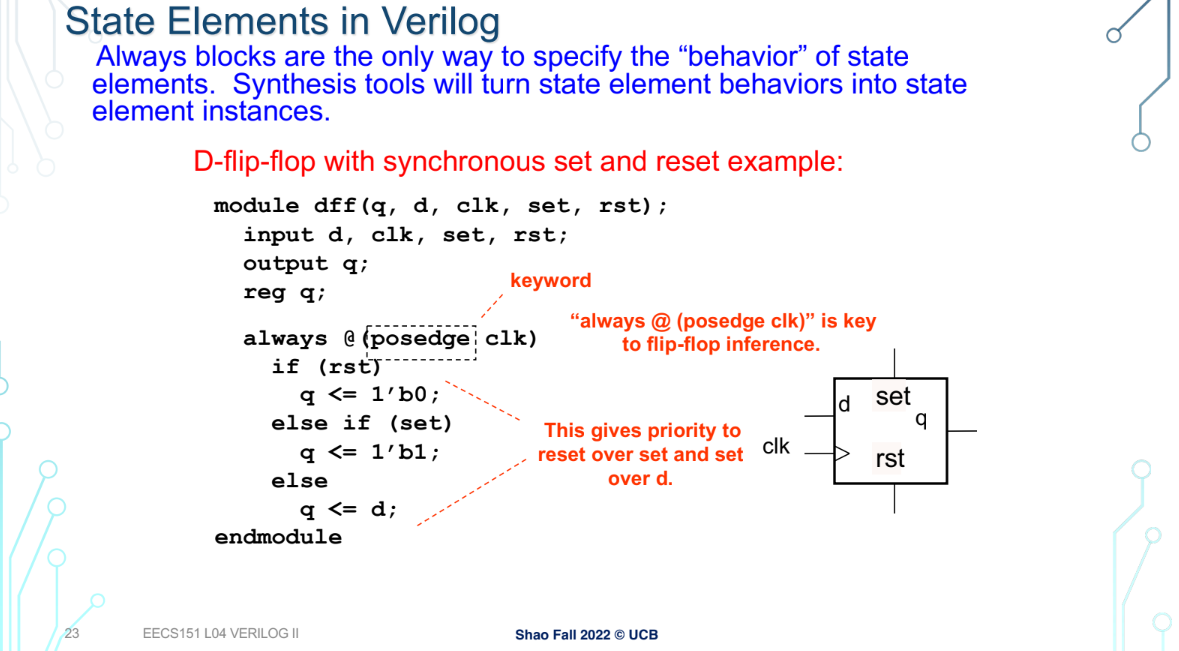 State Elements in Verilog
Always blocks are the only way to specify the “behavior” of state
elements.  Synthesis tools will turn state element behaviors into state
element instances.
D-flip-flop with synchronous set and reset example:
module dff(q, d, clk, set, rst);
input d, clk, set, rst;
output q;
reg q;
keyword
always @(posedge clk)
“always @ (posedge clk)” is key
to flip-flop inference.
if (rst)
q <= 1’b0;
else if (set)
q <= 1’b1;
else
q <= d;
endmodule
This gives priority to
reset over set and set
over d.
d
set
q
clk
rst
23
EECS151 L04 VERILOG II
Shao Fall 2022 © UCB